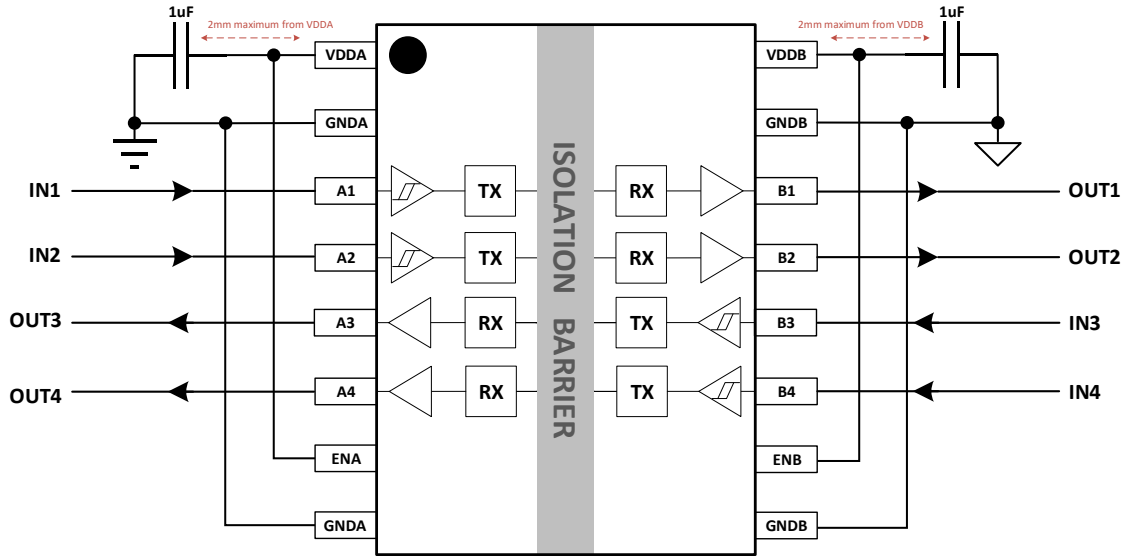 1uF
2mm maximum from VDDA
2mm maximum from VDDB
1uF
VDDA
VDDB
GNDA
GNDB
ISOLATION BARRIER
IN1
A1
TX
RX
B1
OUT1
IN2
A2
TX
RX
B2
OUT2
OUT3
A3
RX
TX
B3
IN3
OUT4
A4
RX
TX
B4
IN4
ENA
ENB
GNDA
GNDB